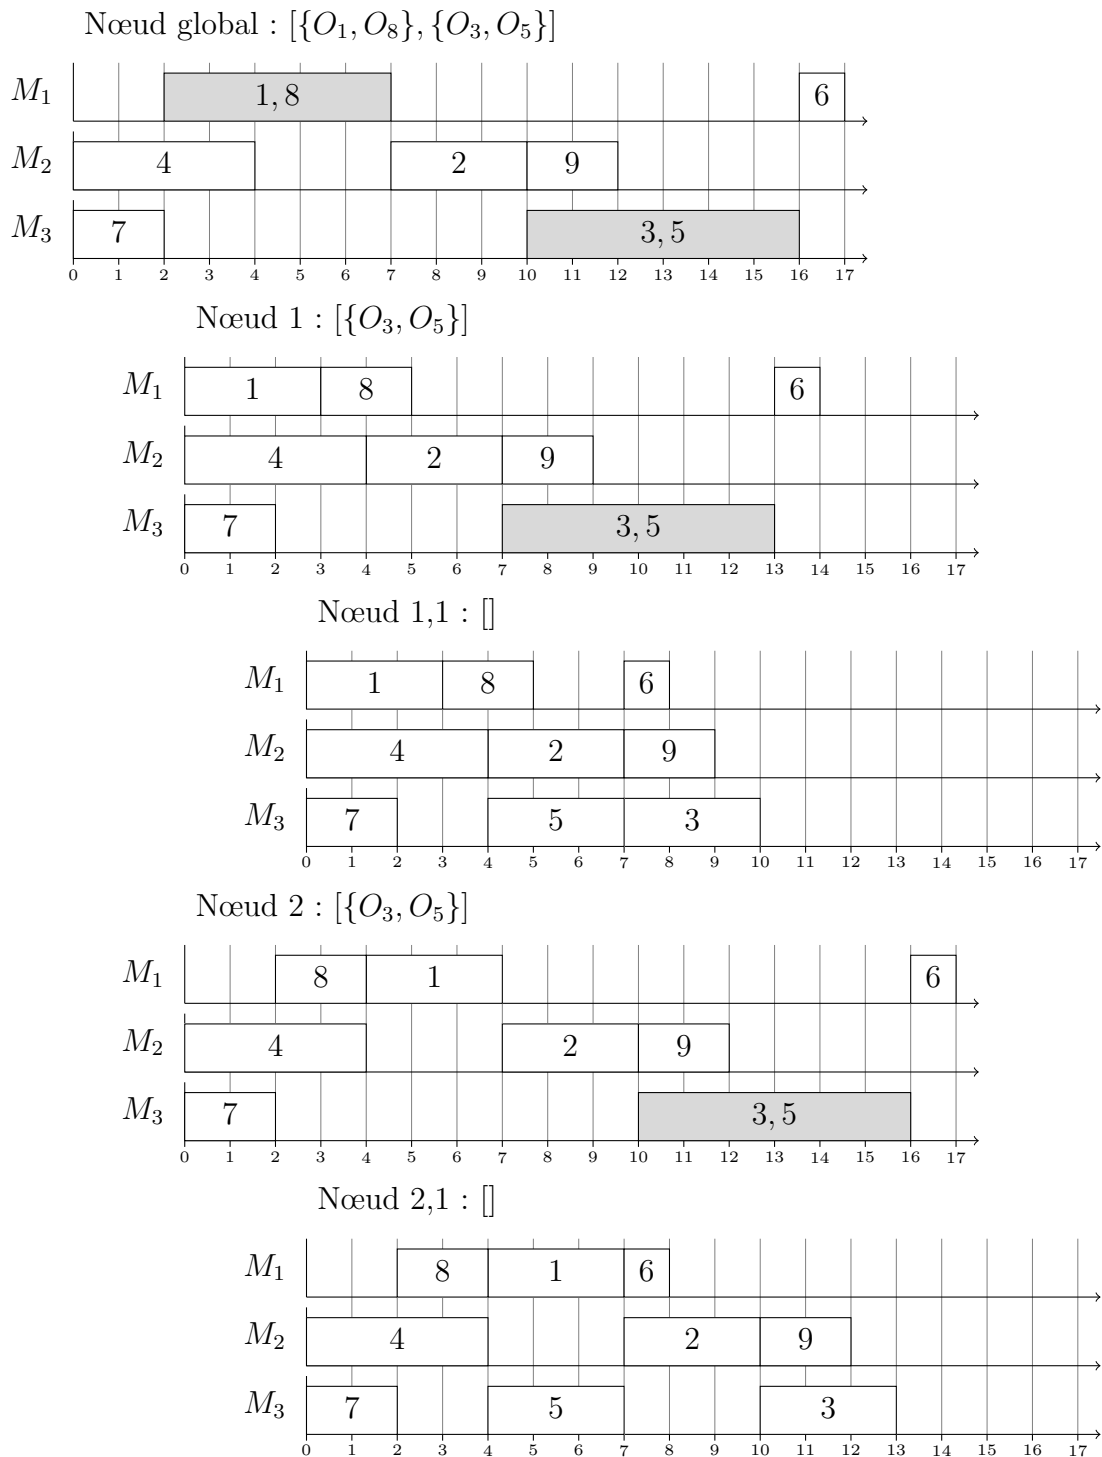 Nœud global : [{O₁, O₈}, {O₃, O₅}]
M₁ 1, 8 6
M₂ 4 2 9
M₃ 7 3, 5
0 1 2 3 4 5 6 7 8 9 10 11 12 13 14 15 16 17
Nœud 1 : [{O₃, O₅}]
M₁ 1 8 6
M₂ 4 2 9
M₃ 7 3, 5
0 1 2 3 4 5 6 7 8 9 10 11 12 13 14 15 16 17
Nœud 1,1 : []
M₁ 1 8 6
M₂ 4 2 9
M₃ 7 5 3
0 1 2 3 4 5 6 7 8 9 10 11 12 13 14 15 16 17
Nœud 2 : [{O₃, O₅}]
M₁ 8 1 6
M₂ 4 2 9
M₃ 7 3, 5
0 1 2 3 4 5 6 7 8 9 10 11 12 13 14 15 16 17
Nœud 2,1 : []
M₁ 8 1 6
M₂ 4 2 9
M₃ 7 5 3
0 1 2 3 4 5 6 7 8 9 10 11 12 13 14 15 16 17